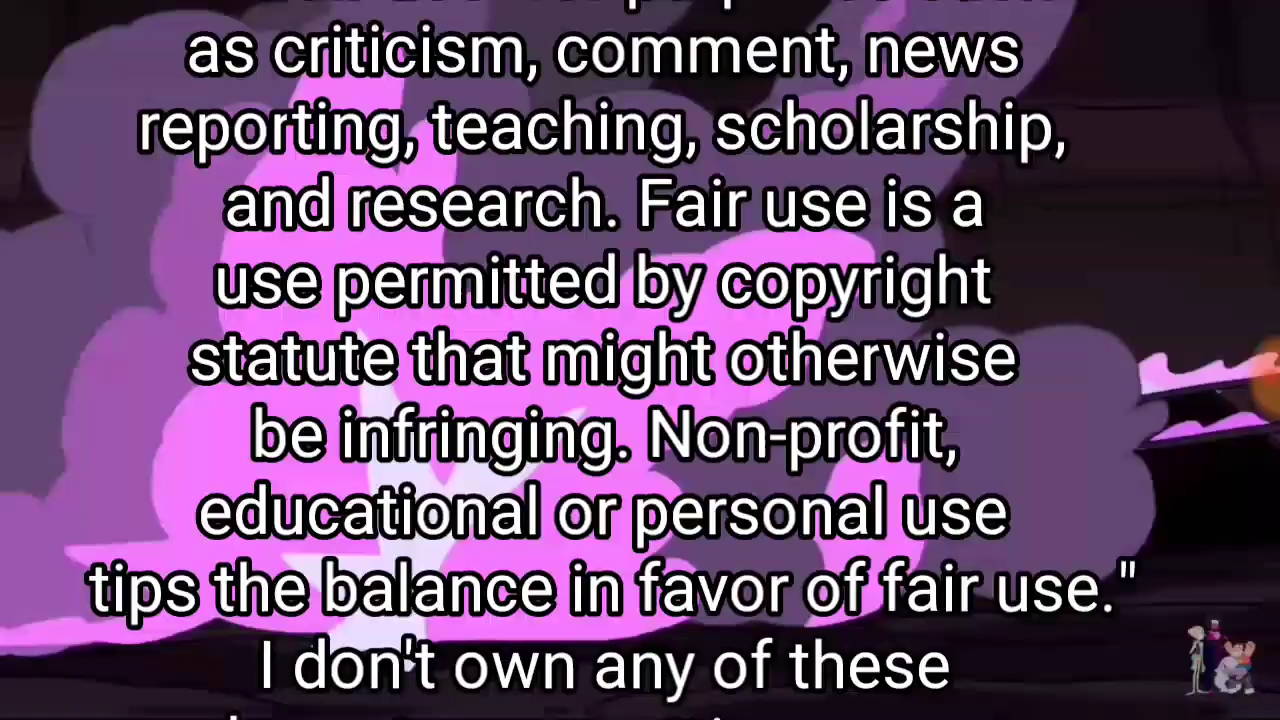 as criticism, comment, news
reporting, teaching, scholarship,
and research. Fair use is a
use permitted by copyright
statute that might otherwise
be infringing. Non-profit,
educational or personal use
tips the balance in favor of fair use."
I don't own any of these